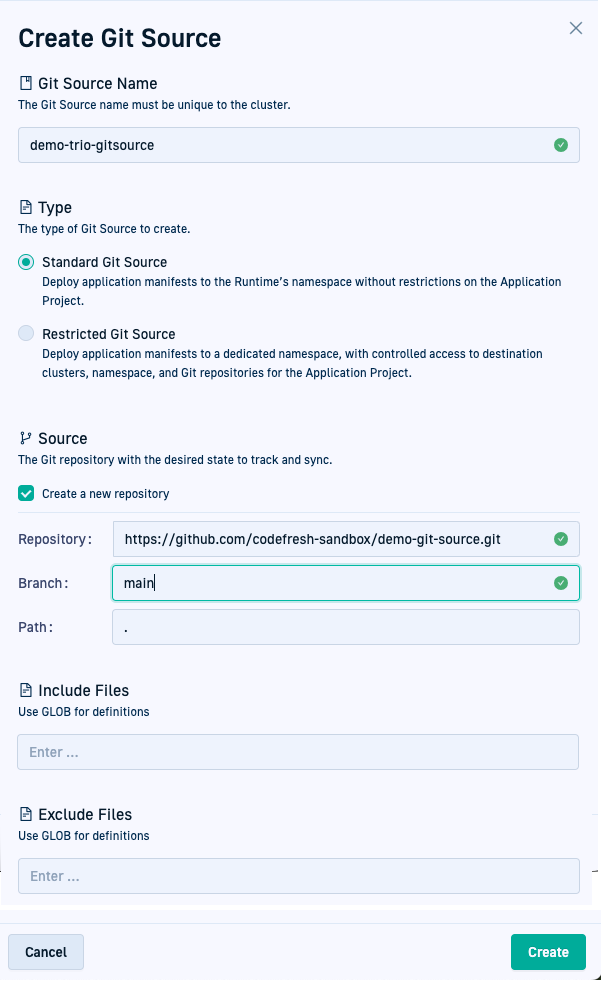 Create Git Source
Git Source Name
The Git Source name must be unique to the cluster.
demo-trio-gitsource
Type
The type of Git Source to create.
Standard Git Source
Deploy application manifests to the Runtime's namespace without restrictions on the Application
Project.
Restricted Git Source
Deploy application manifests to a dedicated namespace, with controlled access to destination
clusters, namespace, and Git repositories for the Application Project.
Source
The Git repository with the desired state to track and sync.
Create a new repository
Repository: https://github.com/codefresh-sandbox/demo-git-source.git
Branch: main
Path: .
Include Files
Use GLOB for definitions
Enter ...
Exclude Files
Use GLOB for definitions
Enter ...
Cancel Create